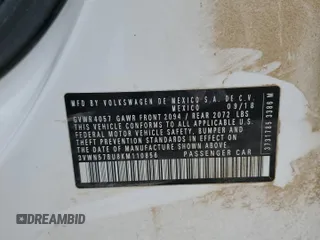 MFD. BY VOLKSWAGEN DE MEXICO S.A. DE C.V.
MEXICO 09/18
GVWR 4057 GAWR FRONT 2094 / REAR 2072 LBS
THIS VEHICLE CONFORMS TO ALL APPLICABLE U.S.
FEDERAL MOTOR VEHICLE SAFETY, BUMPER AND
THEFT PREVENTION STANDARDS IN EFFECT ON THE
DATE OF MANUFACTURE SHOWN ABOVE.
3VWN57BU8KM110856 PASSENGER CAR